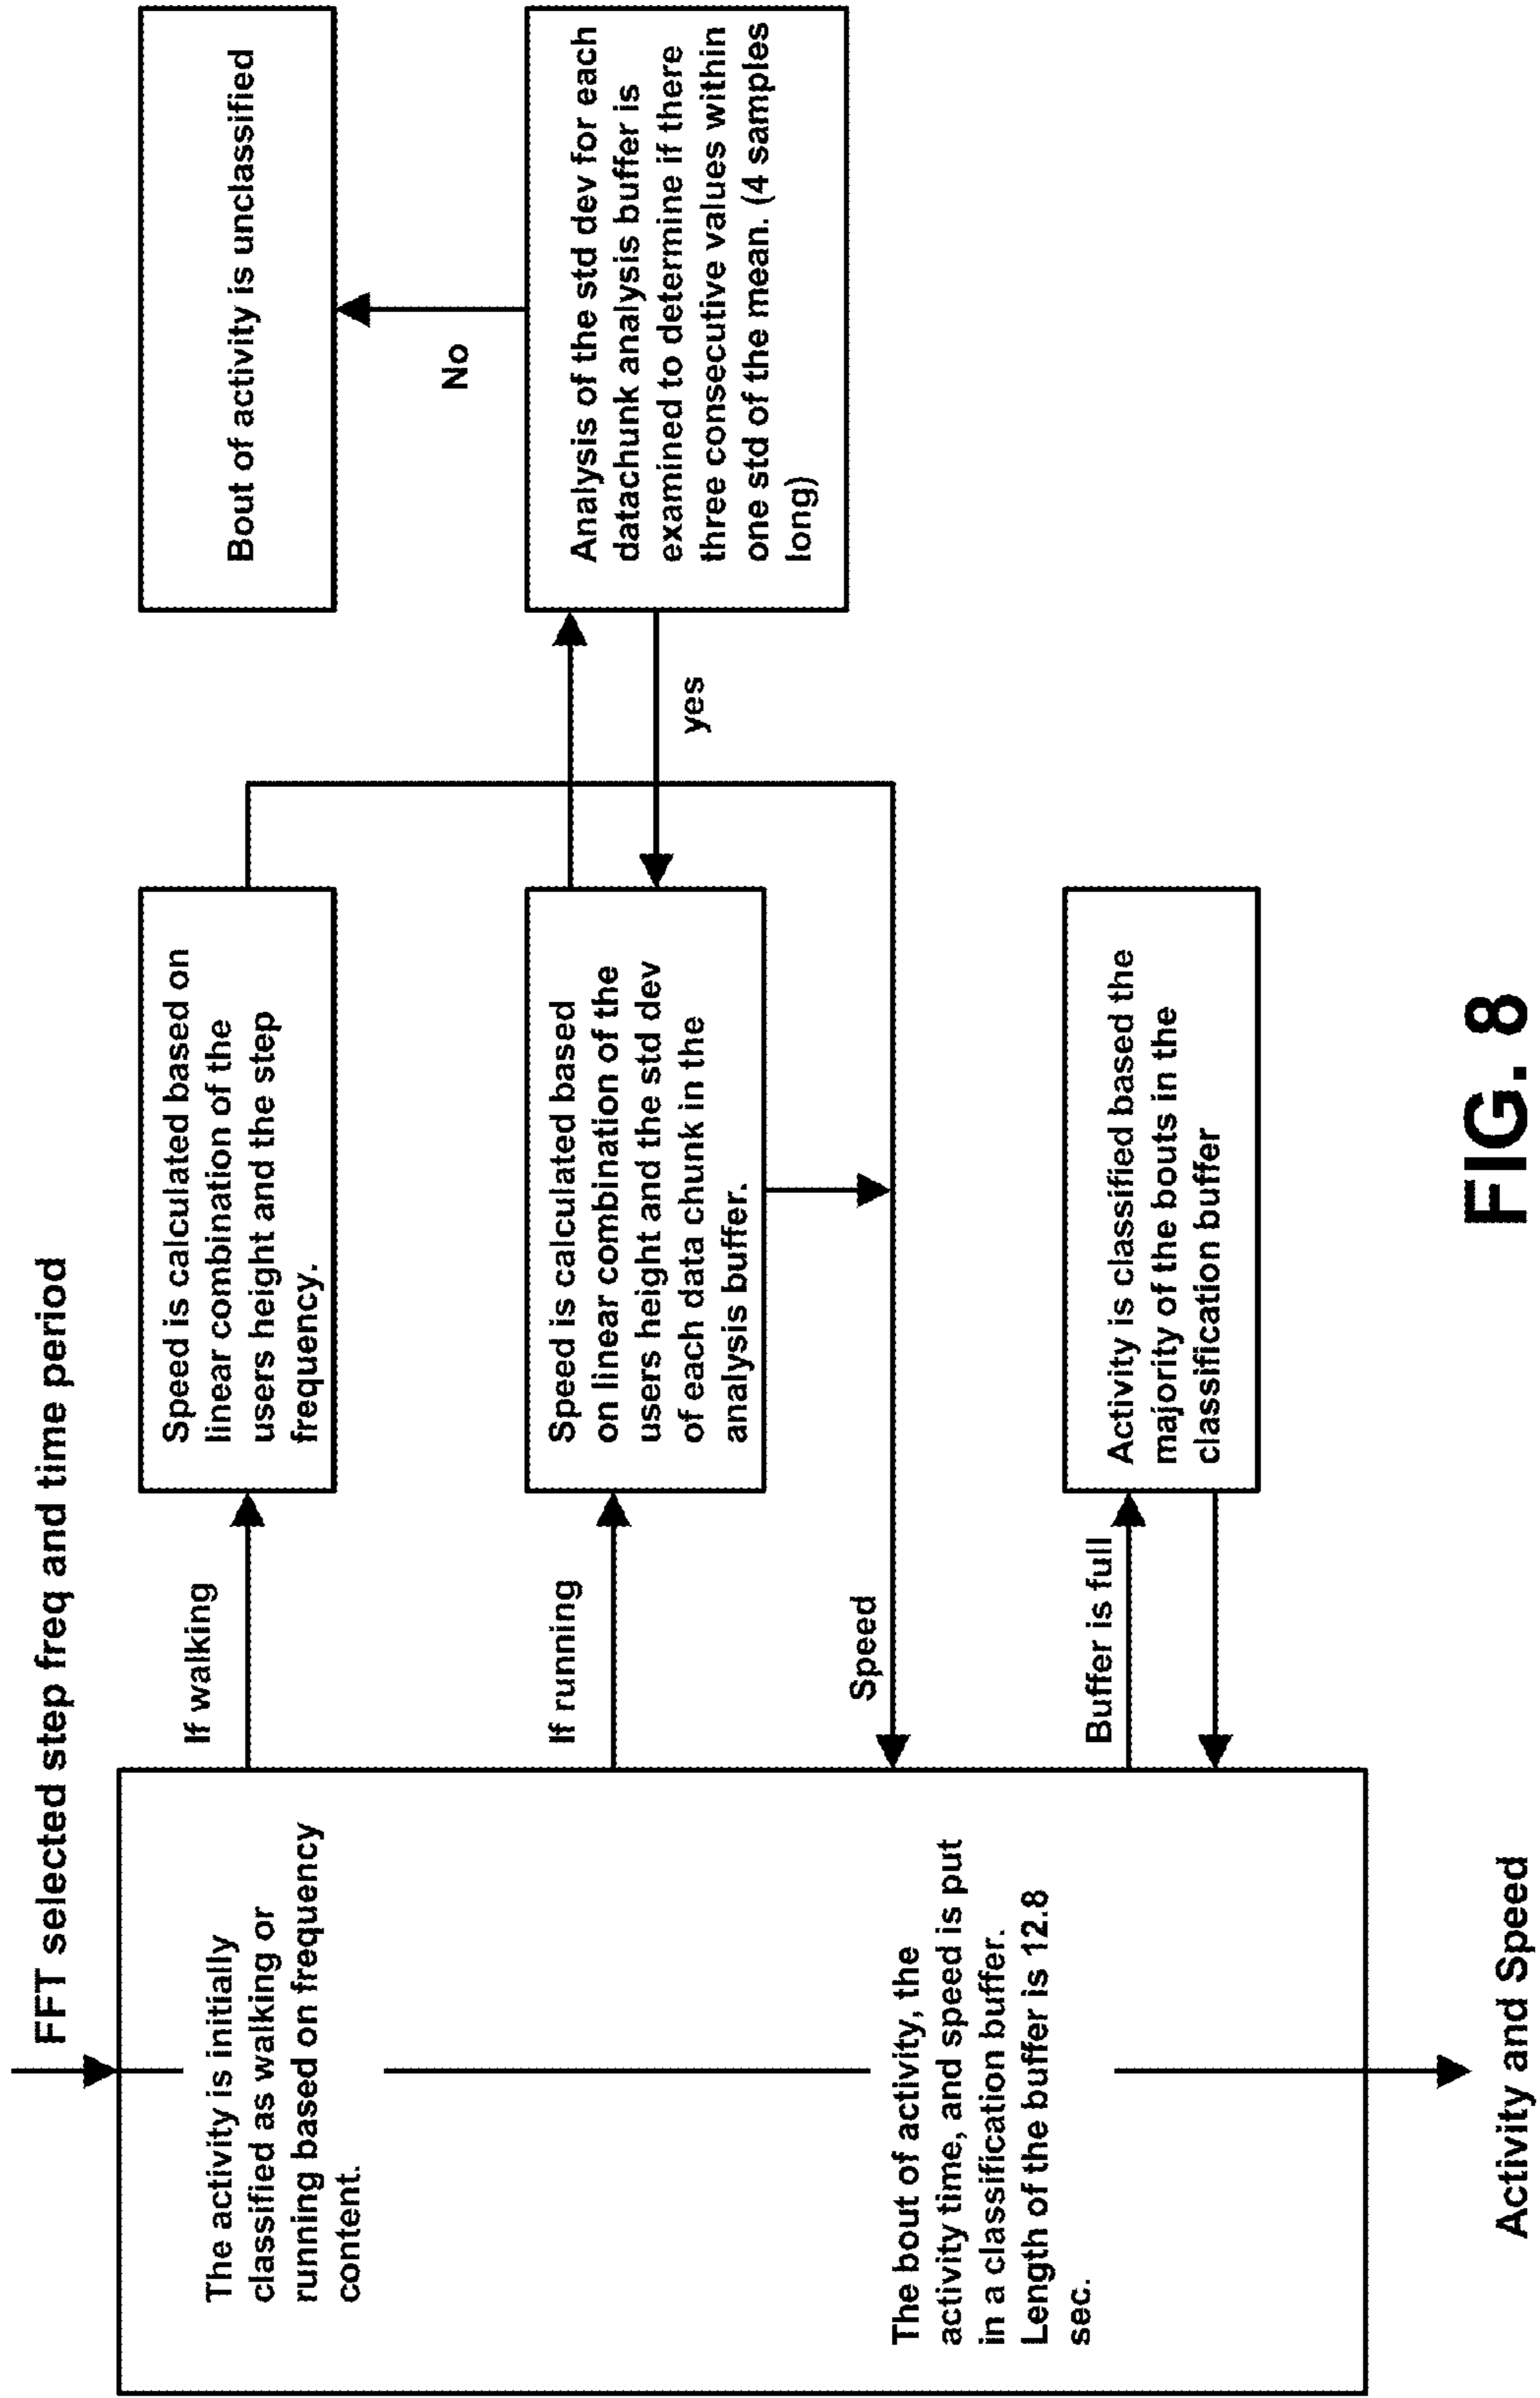 FFT selected step freq and time period
The activity is initially
classified as walking or
running based on frequency
content.
If walking
Speed is calculated based on
linear combination of the
users height and the step
frequency.
Bout of activity is unclassified
No
If running
Speed is calculated based
on linear combination of the
users height and the std dev
of each data chunk in the
analysis buffer.
yes
Analysis of the std dev for each
datachunk analysis buffer is
examined to determine if there
three consecutive values within
one std of the mean. (4 samples
long)
Speed
The bout of activity, the
activity time, and speed is put
in a classification buffer.
Length of the buffer is 12.8
sec.
Buffer is full
Activity is classified based the
majority of the bouts in the
classification buffer
Activity and Speed
FIG. 8